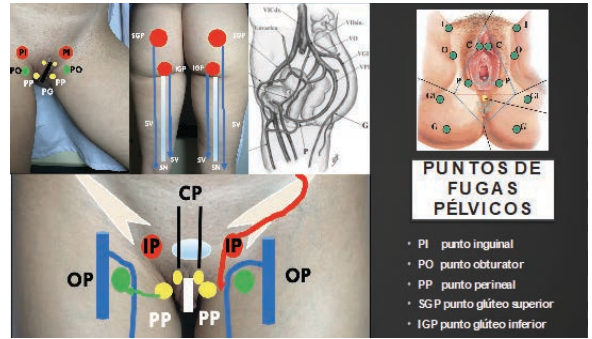 PI
PI
PO
PO
PP
PP
PG
SGP
SGP
IGP
IGP
SV
SV
SV
SN
SN
G
P
I
I
C
C
O
O
P
P
GI
GI
G
G
PUNTOS DE
FUGAS
PÉLVICOS
• PI punto inguinal
• PO punto obturator
• PP punto perineal
• SGP punto glúteo superior
• IGP punto glúteo inferior
CP
IP
IP
OP
OP
PP
PP